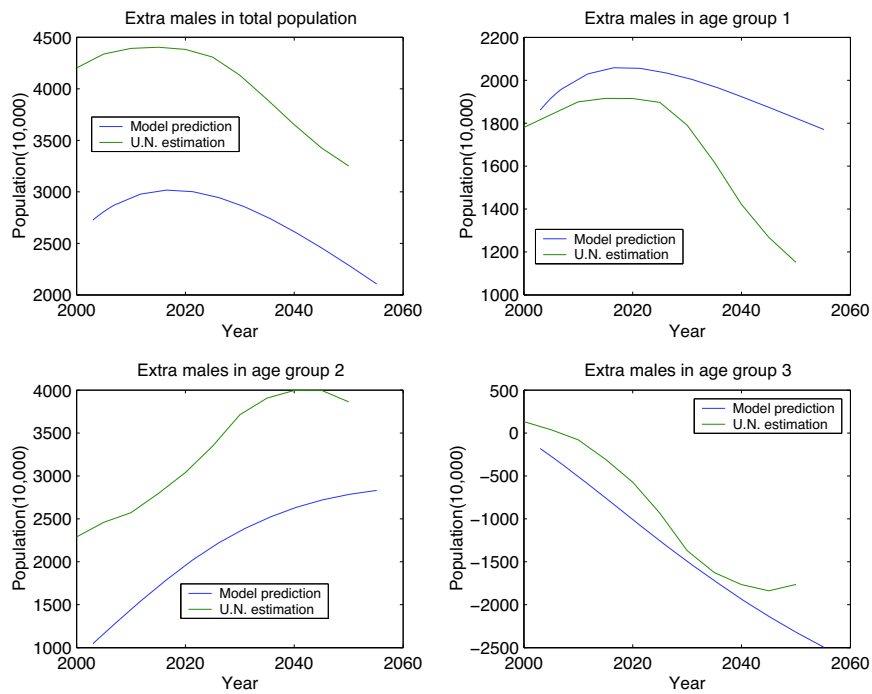 Extra males in total population
4500
4000
3500
3000
2500
2000
Population(10,000)
Model prediction
U.N. estimation
2000
2020
2040
2060
Year
Extra males in age group 1
2200
2000
1800
1600
1400
1200
1000
Population(10,000)
Model prediction
U.N. estimation
2000
2020
2040
2060
Year
Extra males in age group 2
4000
3500
3000
2500
2000
1500
1000
Population(10,000)
Model prediction
U.N. estimation
2000
2020
2040
2060
Year
Extra males in age group 3
500
0
−500
−1000
−1500
−2000
−2500
Population(10,000)
Model prediction
U.N. estimation
2000
2020
2040
2060
Year